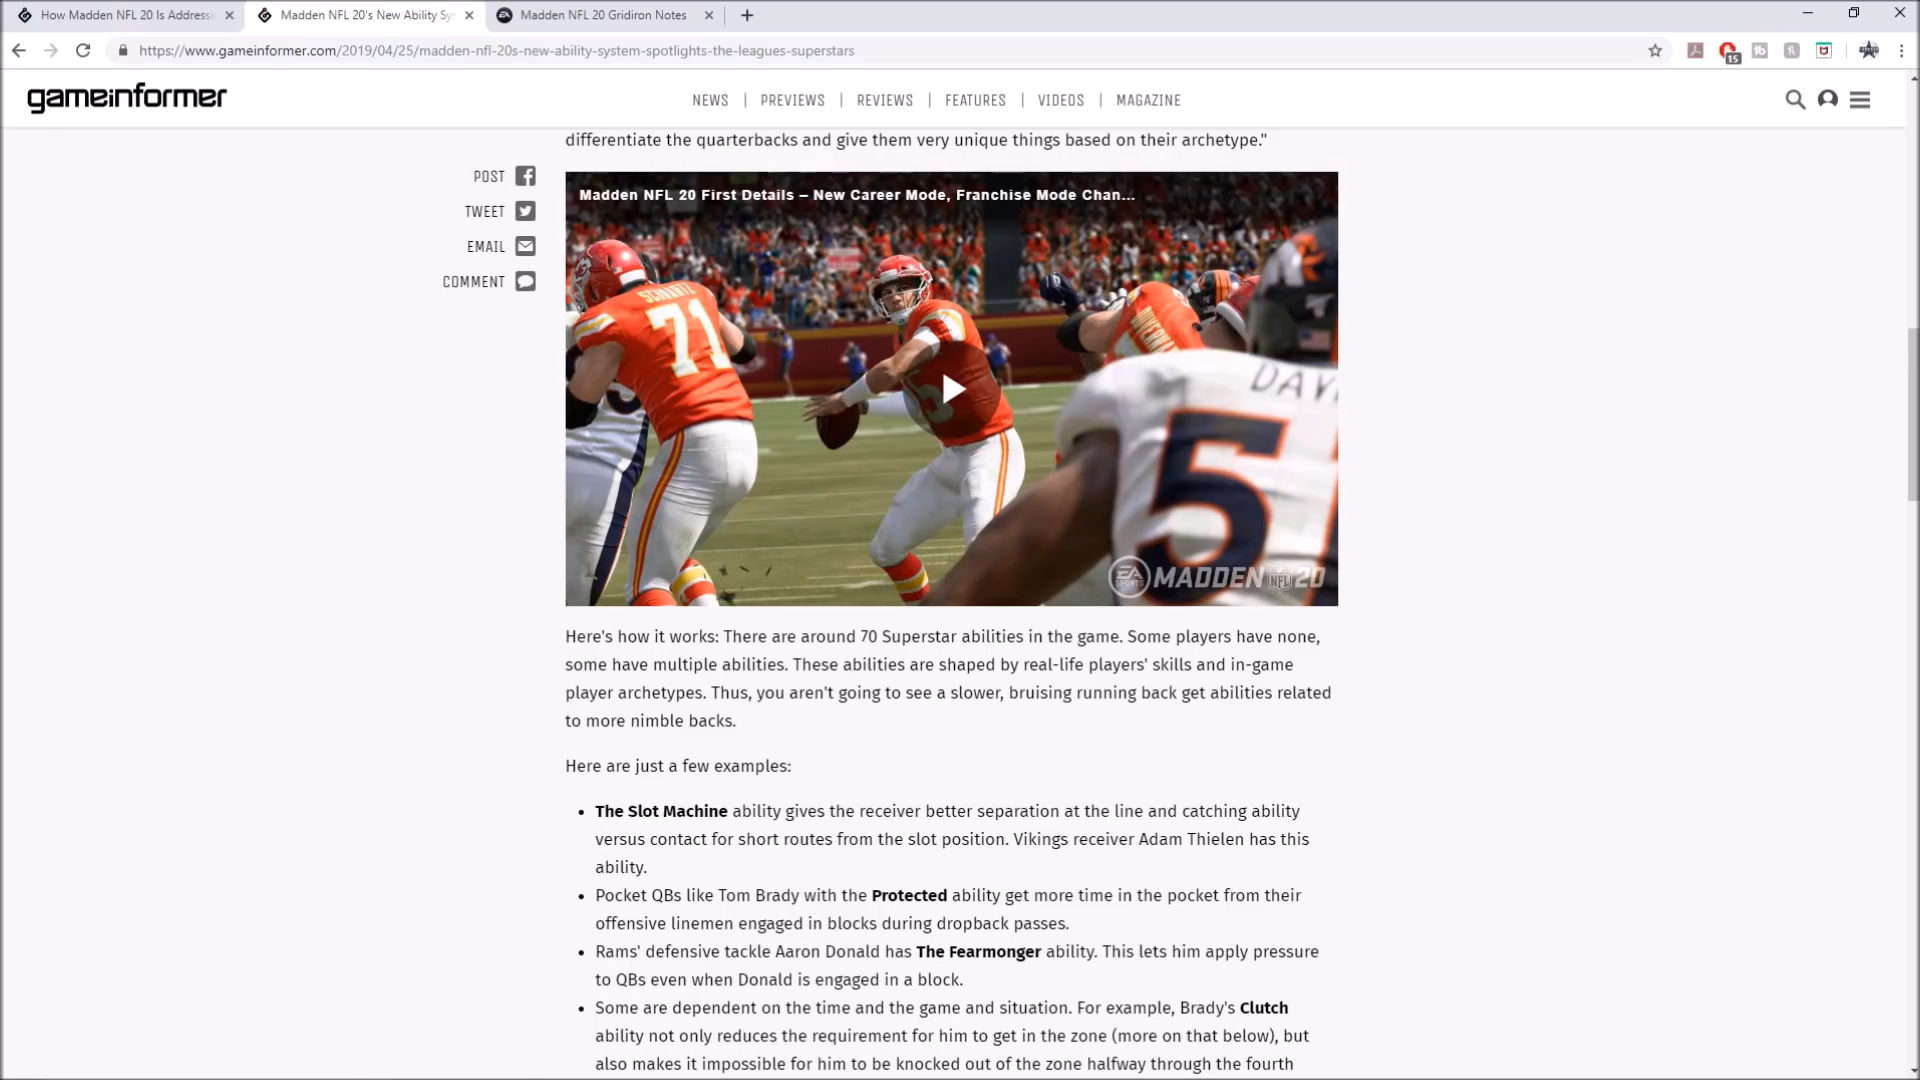 How Madden NFL 20 Is Addressi
Madden NFL 20's New Ability Sy
Madden NFL 20 Gridiron Notes
https://www.gameinformer.com/2019/04/25/madden-nfl-20s-new-ability-system-spotlights-the-leagues-superstars
15
gameinformer
NEWS | PREVIEWS | REVIEWS | FEATURES | VIDEOS | MAGAZINE
differentiate the quarterbacks and give them very unique things based on their archetype."
POST
TWEET
EMAIL
COMMENT
Madden NFL 20 First Details – New Career Mode, Franchise Mode Chan...
SCHWARTZ
71
15
DAV
5
EA SPORTS MADDEN NFL 20
Here's how it works: There are around 70 Superstar abilities in the game. Some players have none,
some have multiple abilities. These abilities are shaped by real-life players' skills and in-game
player archetypes. Thus, you aren't going to see a slower, bruising running back get abilities related
to more nimble backs.
Here are just a few examples:
• The Slot Machine ability gives the receiver better separation at the line and catching ability
versus contact for short routes from the slot position. Vikings receiver Adam Thielen has this
ability.
• Pocket QBs like Tom Brady with the Protected ability get more time in the pocket from their
offensive linemen engaged in blocks during dropback passes.
• Rams' defensive tackle Aaron Donald has The Fearmonger ability. This lets him apply pressure
to QBs even when Donald is engaged in a block.
• Some are dependent on the time and the game and situation. For example, Brady's Clutch
ability not only reduces the requirement for him to get in the zone (more on that below), but
also makes it impossible for him to be knocked out of the zone halfway through the fourth